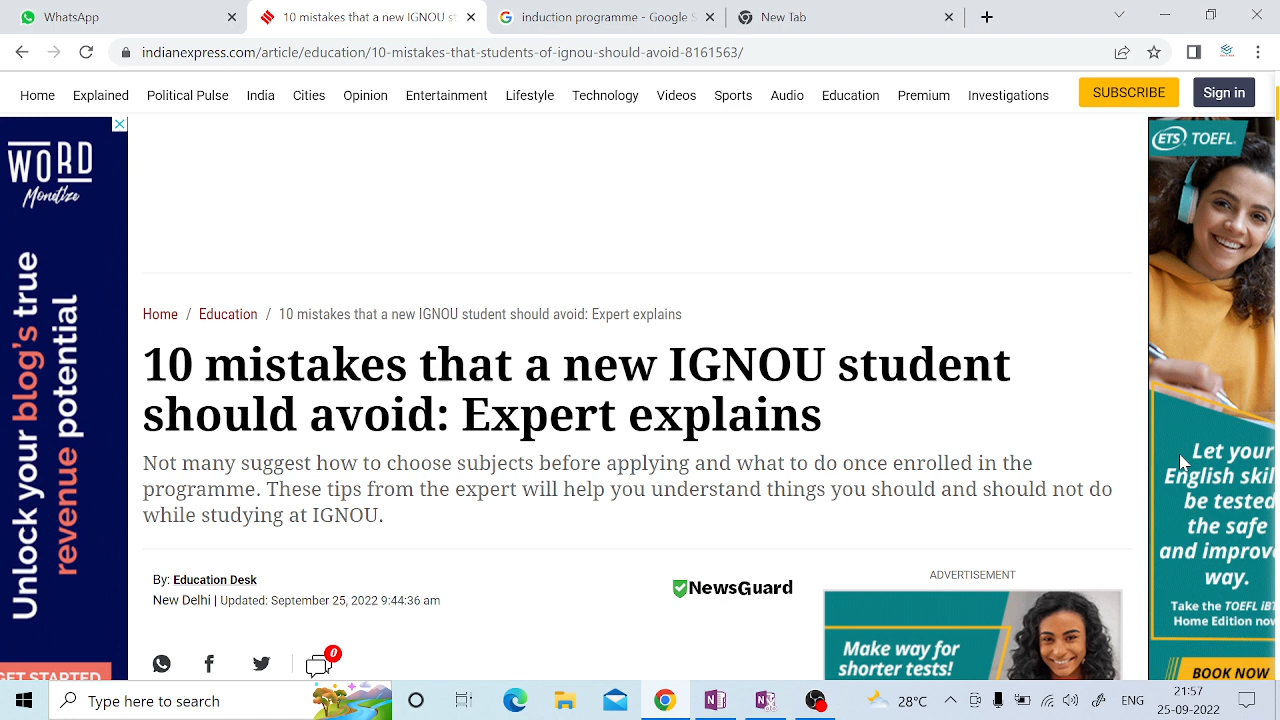 WhatsApp
10 mistakes that a new IGNOU st
induction program - Google S
New Tab
indianexpress.com/article/education/10-mistakes-that-students-of-ignou-should-avoid-8161563/
Home Explained Political Pulse India Cities Opinion Entertainment Lifestyle Technology Videos Sports Audio Education Premium Investigations SUBSCRIBE Sign in
WORD
Monetize
Unlock your blog's true
revenue potential
GET STARTED
ETS TOEFL
Home / Education / 10 mistakes that a new IGNOU student should avoid: Expert explains
10 mistakes that a new IGNOU student
should avoid: Expert explains
Not many suggest how to choose subjects before applying and what to do once enrolled in the
programme. These tips from the expert will help you understand things you should and should not do
while studying at IGNOU.
By: Education Desk
New Delhi | Updated: September 25, 2022 9:44:36 am
NewsGuard
0
ADVERTISEMENT
Make way for
shorter tests!
Let your
English skil
be tested
the safe
and improve
way.
Take the TOEFL iBT
Home Edition now
BOOK NOW
Type here to search
28°C
ENG
21:57
25-09-2022